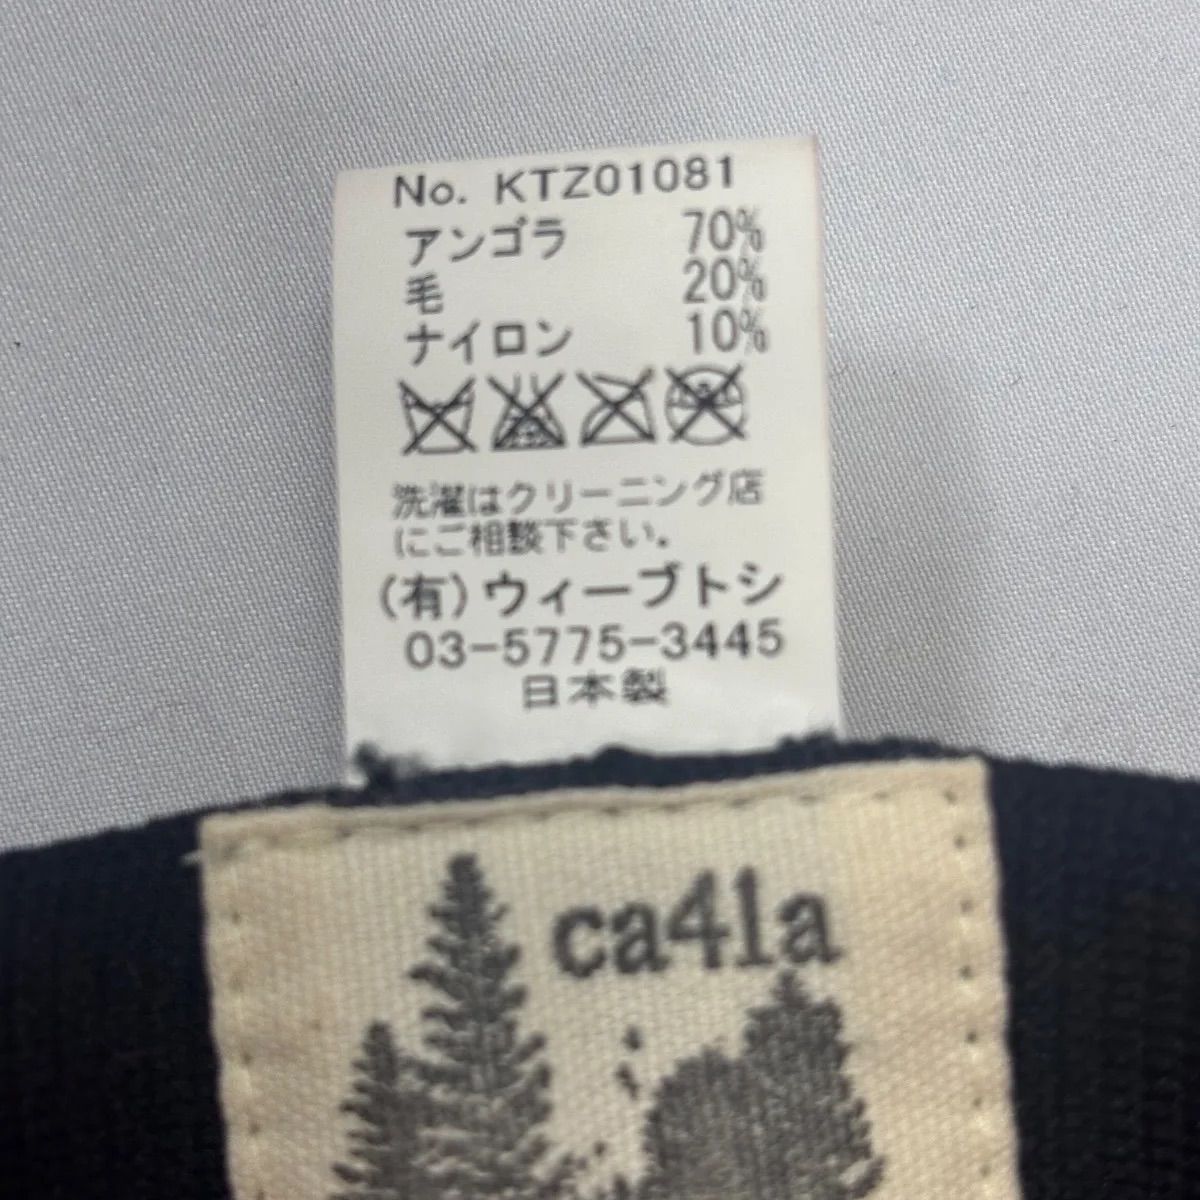 No. KTZ01081
アンゴラ 70%
毛 20%
ナイロン 10%
洗濯はクリーニング店
にご相談下さい。
(有)ウィーブトシ
03-5775-3445
日本製
ca4la